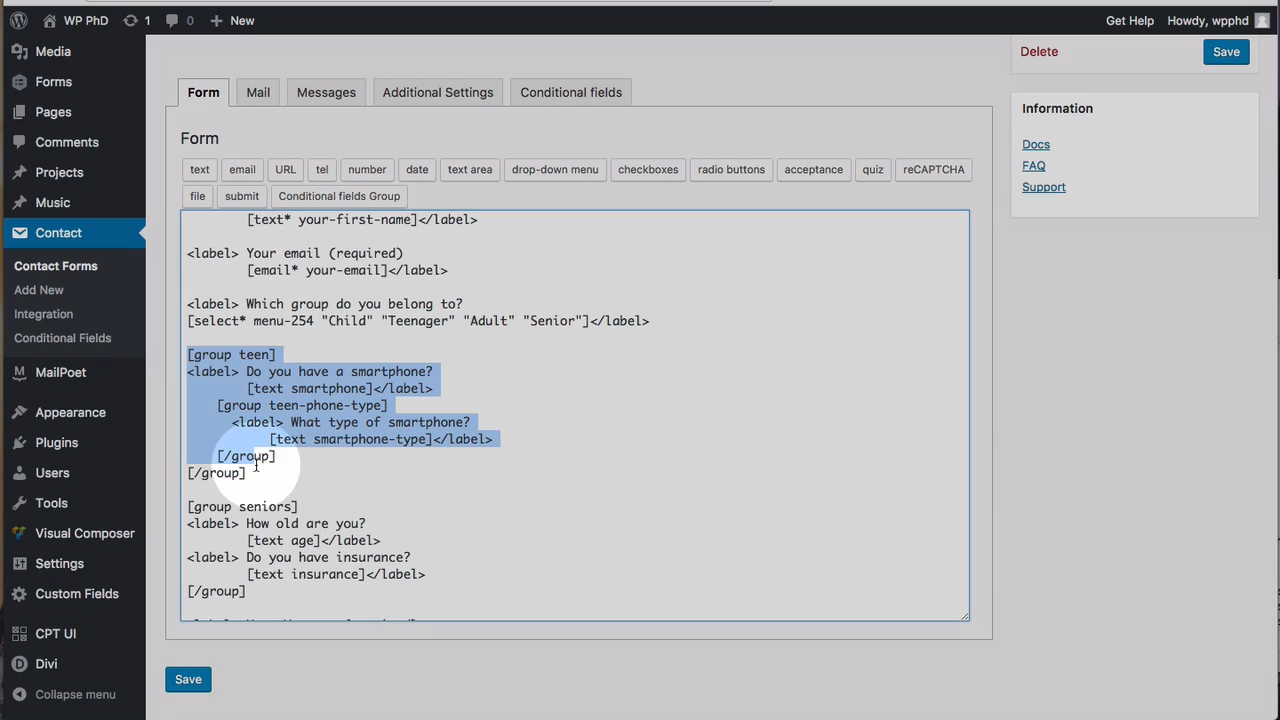 WP PhD
1
0
New
Get Help
Howdy, wpphd
Media
Forms
Pages
Comments
Projects
Music
Contact
Contact Forms
Add New
Integration
Conditional Fields
MailPoet
Appearance
Plugins
Users
Tools
Visual Composer
Settings
Custom Fields
CPT UI
Divi
Collapse menu
Form
Mail
Messages
Additional Settings
Conditional fields
Form
text
email
URL
tel
number
date
text area
drop-down menu
checkboxes
radio buttons
acceptance
quiz
reCAPTCHA
file
submit
Conditional fields Group
[text* your-first-name]</label>
<label> Your email (required)
[email* your-email]</label>
<label> Which group do you belong to?
[select* menu-254 "Child" "Teenager" "Adult" "Senior"]</label>
[group teen]
<label> Do you have a smartphone?
[text smartphone]</label>
[group teen-phone-type]
<label> What type of smartphone?
[text smartphone-type]</label>
[/group]
[/group]
[group seniors]
<label> How old are you?
[text age]</label>
<label> Do you have insurance?
[text insurance]</label>
[/group]
Save
Delete
Save
Information
Docs
FAQ
Support